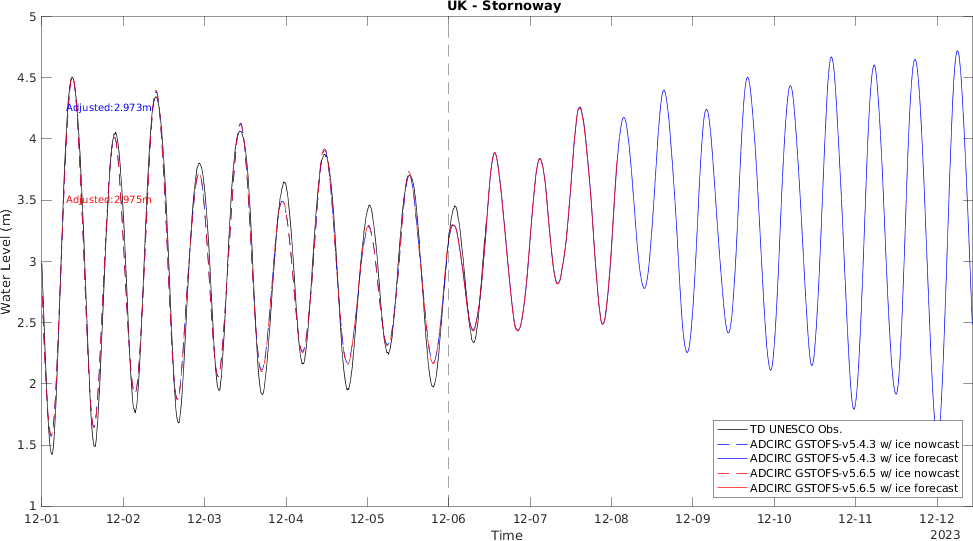 UK - Stornoway
5
4.5
4
3.5
3
2.5
2
1.5
1
Water Level (m)
Adjusted:2.973m
Adjusted:2.975m
TD UNESCO Obs.
ADCIRC GSTOFS-v5.4.3 w/ ice nowcast
ADCIRC GSTOFS-v5.4.3 w/ ice forecast
ADCIRC GSTOFS-v5.6.5 w/ ice nowcast
ADCIRC GSTOFS-v5.6.5 w/ ice forecast
12-01 12-02 12-03 12-04 12-05 12-06 12-07 12-08 12-09 12-10 12-11 12-12
2023
Time